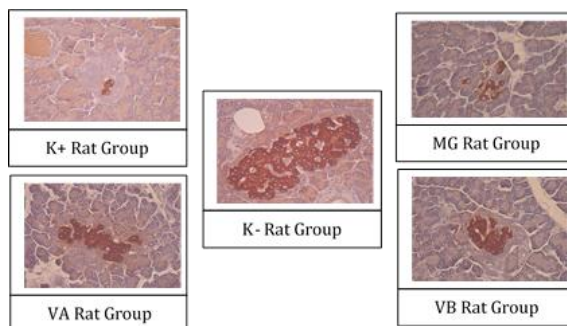 K+ Rat Group
MG Rat Group
K- Rat Group
VA Rat Group
VB Rat Group